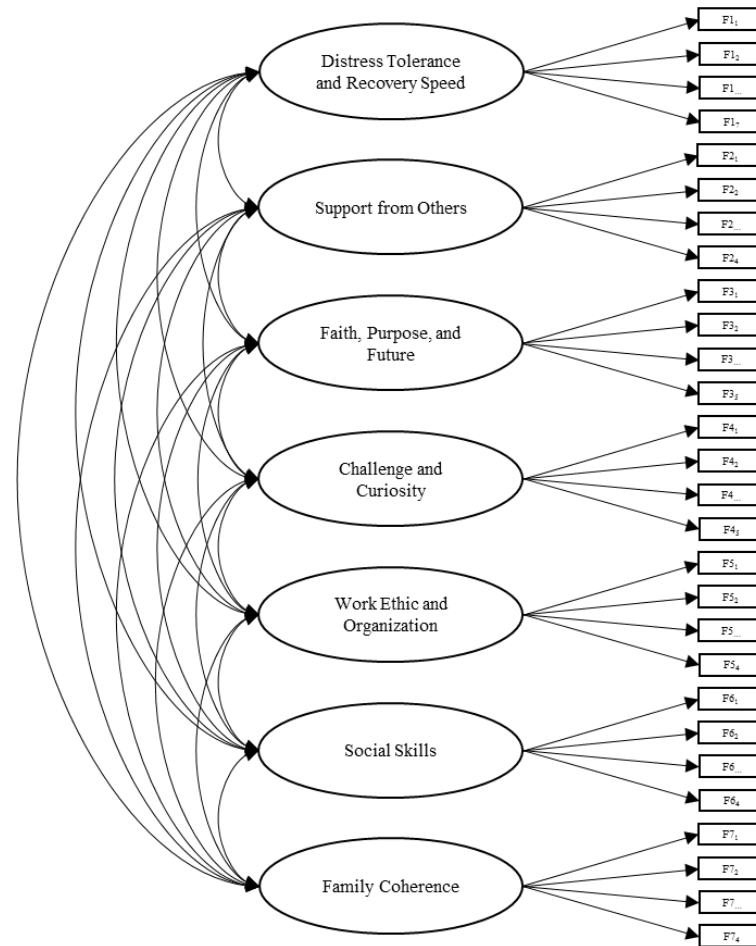 Distress Tolerance
and Recovery Speed
F1₁
F1₂
F1...
F1₇
Support from Others
F2₁
F2₂
F2...
F2₄
Faith, Purpose, and
Future
F3₁
F3₂
F3...
F3₅
Challenge and
Curiosity
F4₁
F4₂
F4...
F4₅
Work Ethic and
Organization
F5₁
F5₂
F5...
F5₄
Social Skills
F6₁
F6₂
F6...
F6₄
Family Coherence
F7₁
F7₂
F7...
F7₄